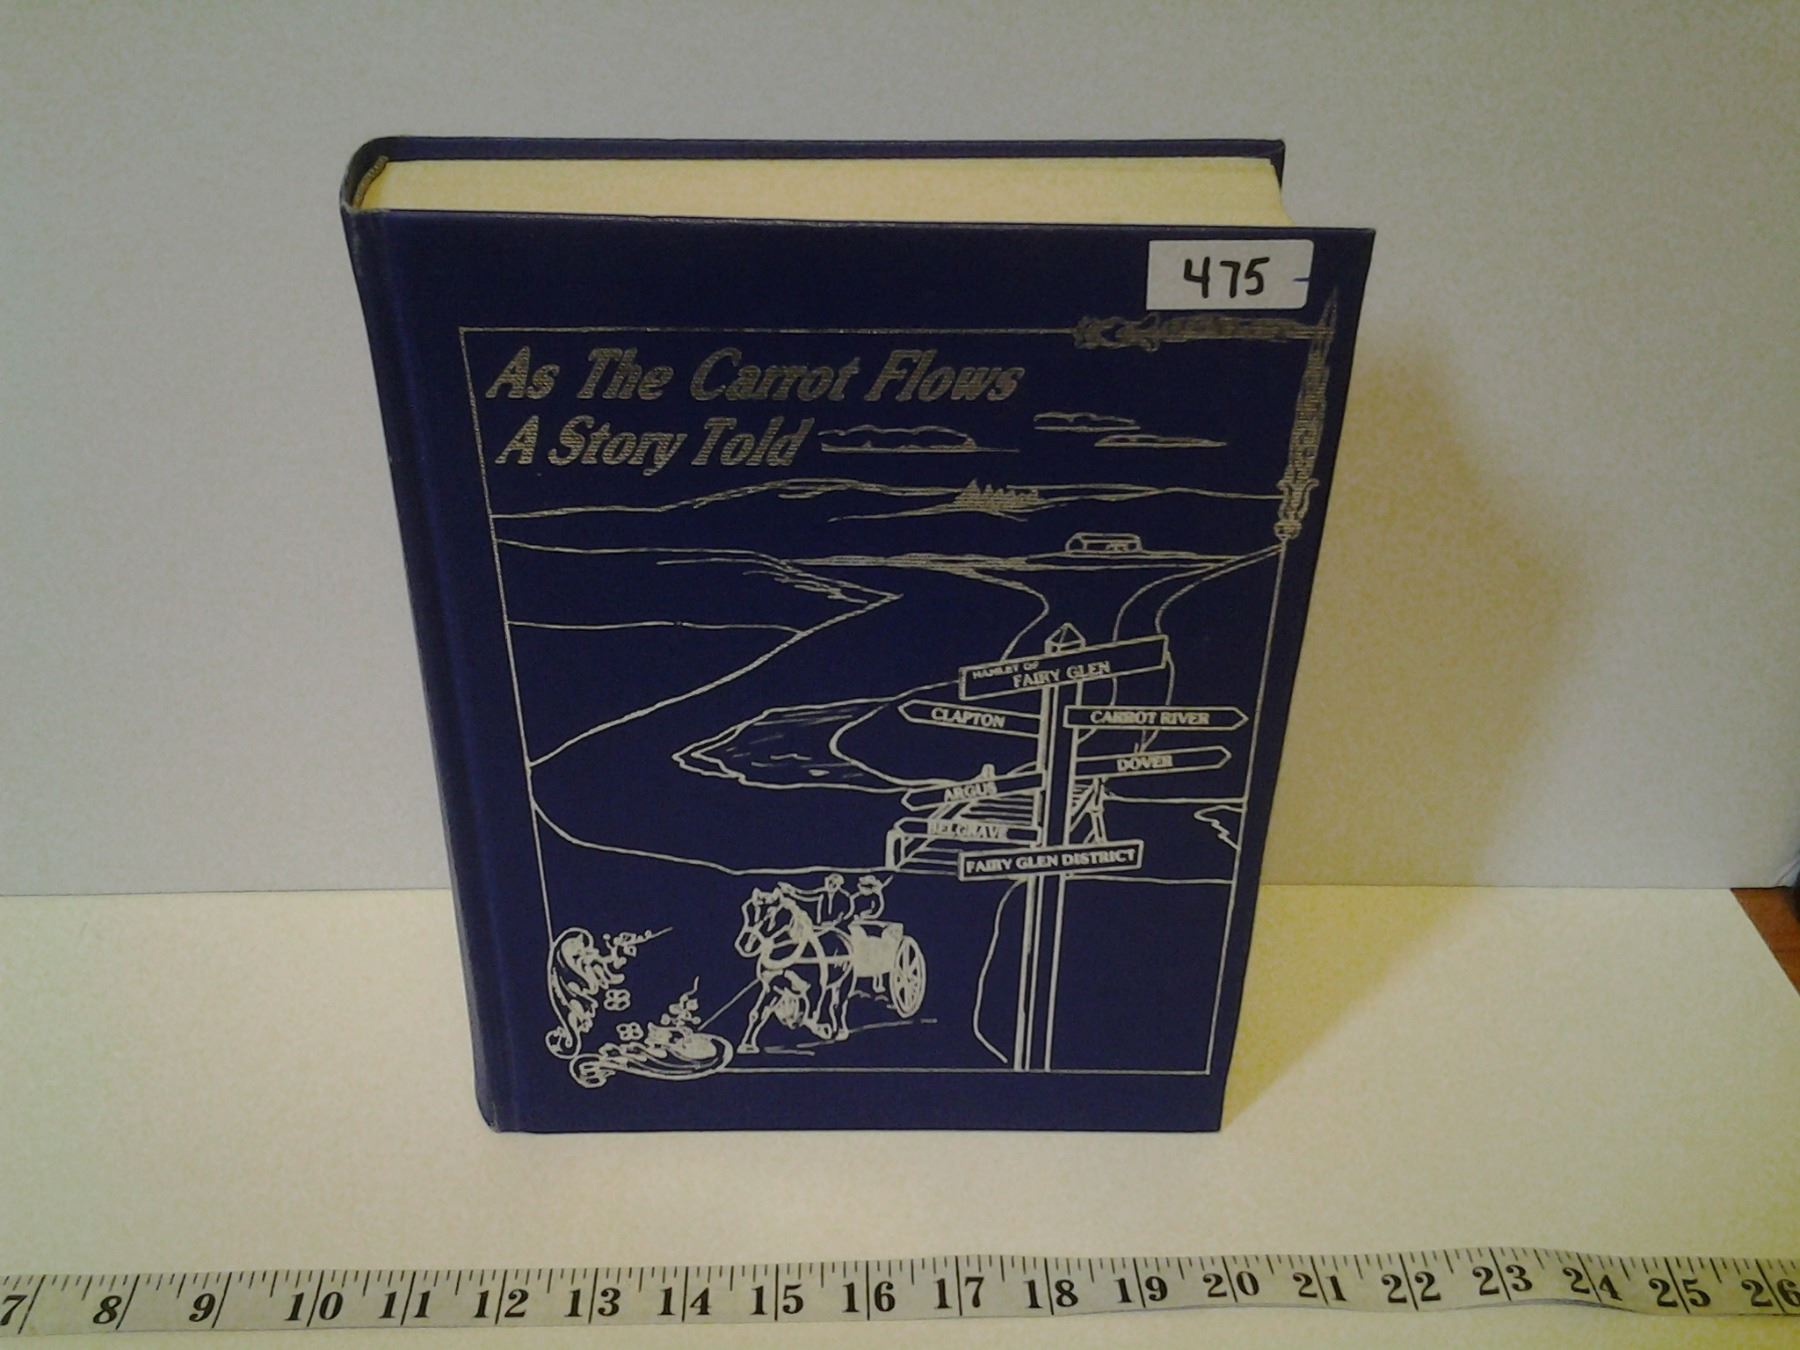 475
As The Carrot Flows
A Story Told
HAMLET OF
FAIRY GLEN
CLAPTON
CARROT RIVER
DOVER
ARGUS
BELGRAVE
FAIRY GLEN DISTRICT
7 8 9 10 11 12 13 14 15 16 17 18 19 20 21 22 23 24 25 26